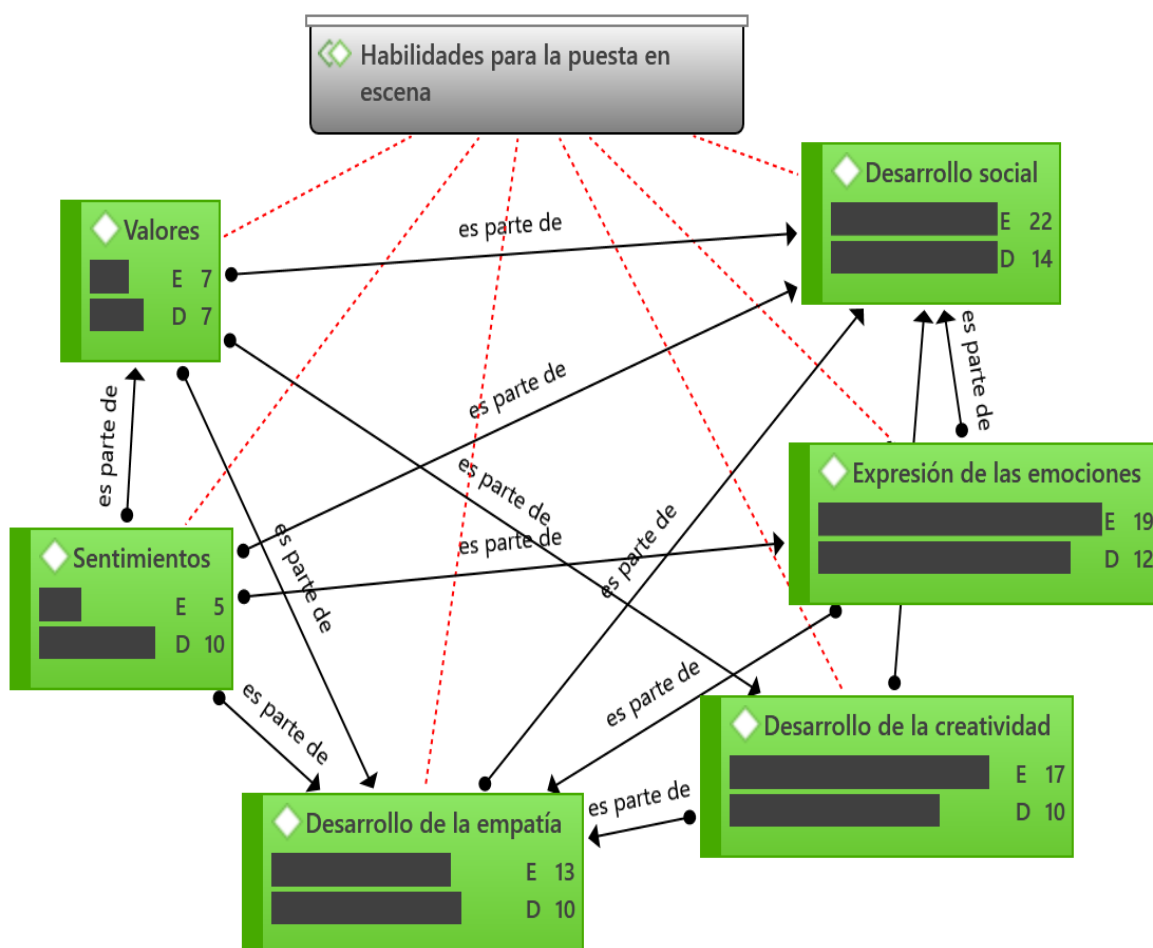 Habilidades para la puesta en
escena
Desarrollo social
E 22
D 14
Valores
E 7
D 7
es parte de
es parte de
es parte de
es parte de
Expresión de las emociones
E 19
D 12
es parte de
es parte de
es parte de
es parte de
es parte de
Sentimientos
E 5
D 10
es parte de
es parte de
Desarrollo de la creatividad
E 17
D 10
es parte de
Desarrollo de la empatía
E 13
D 10